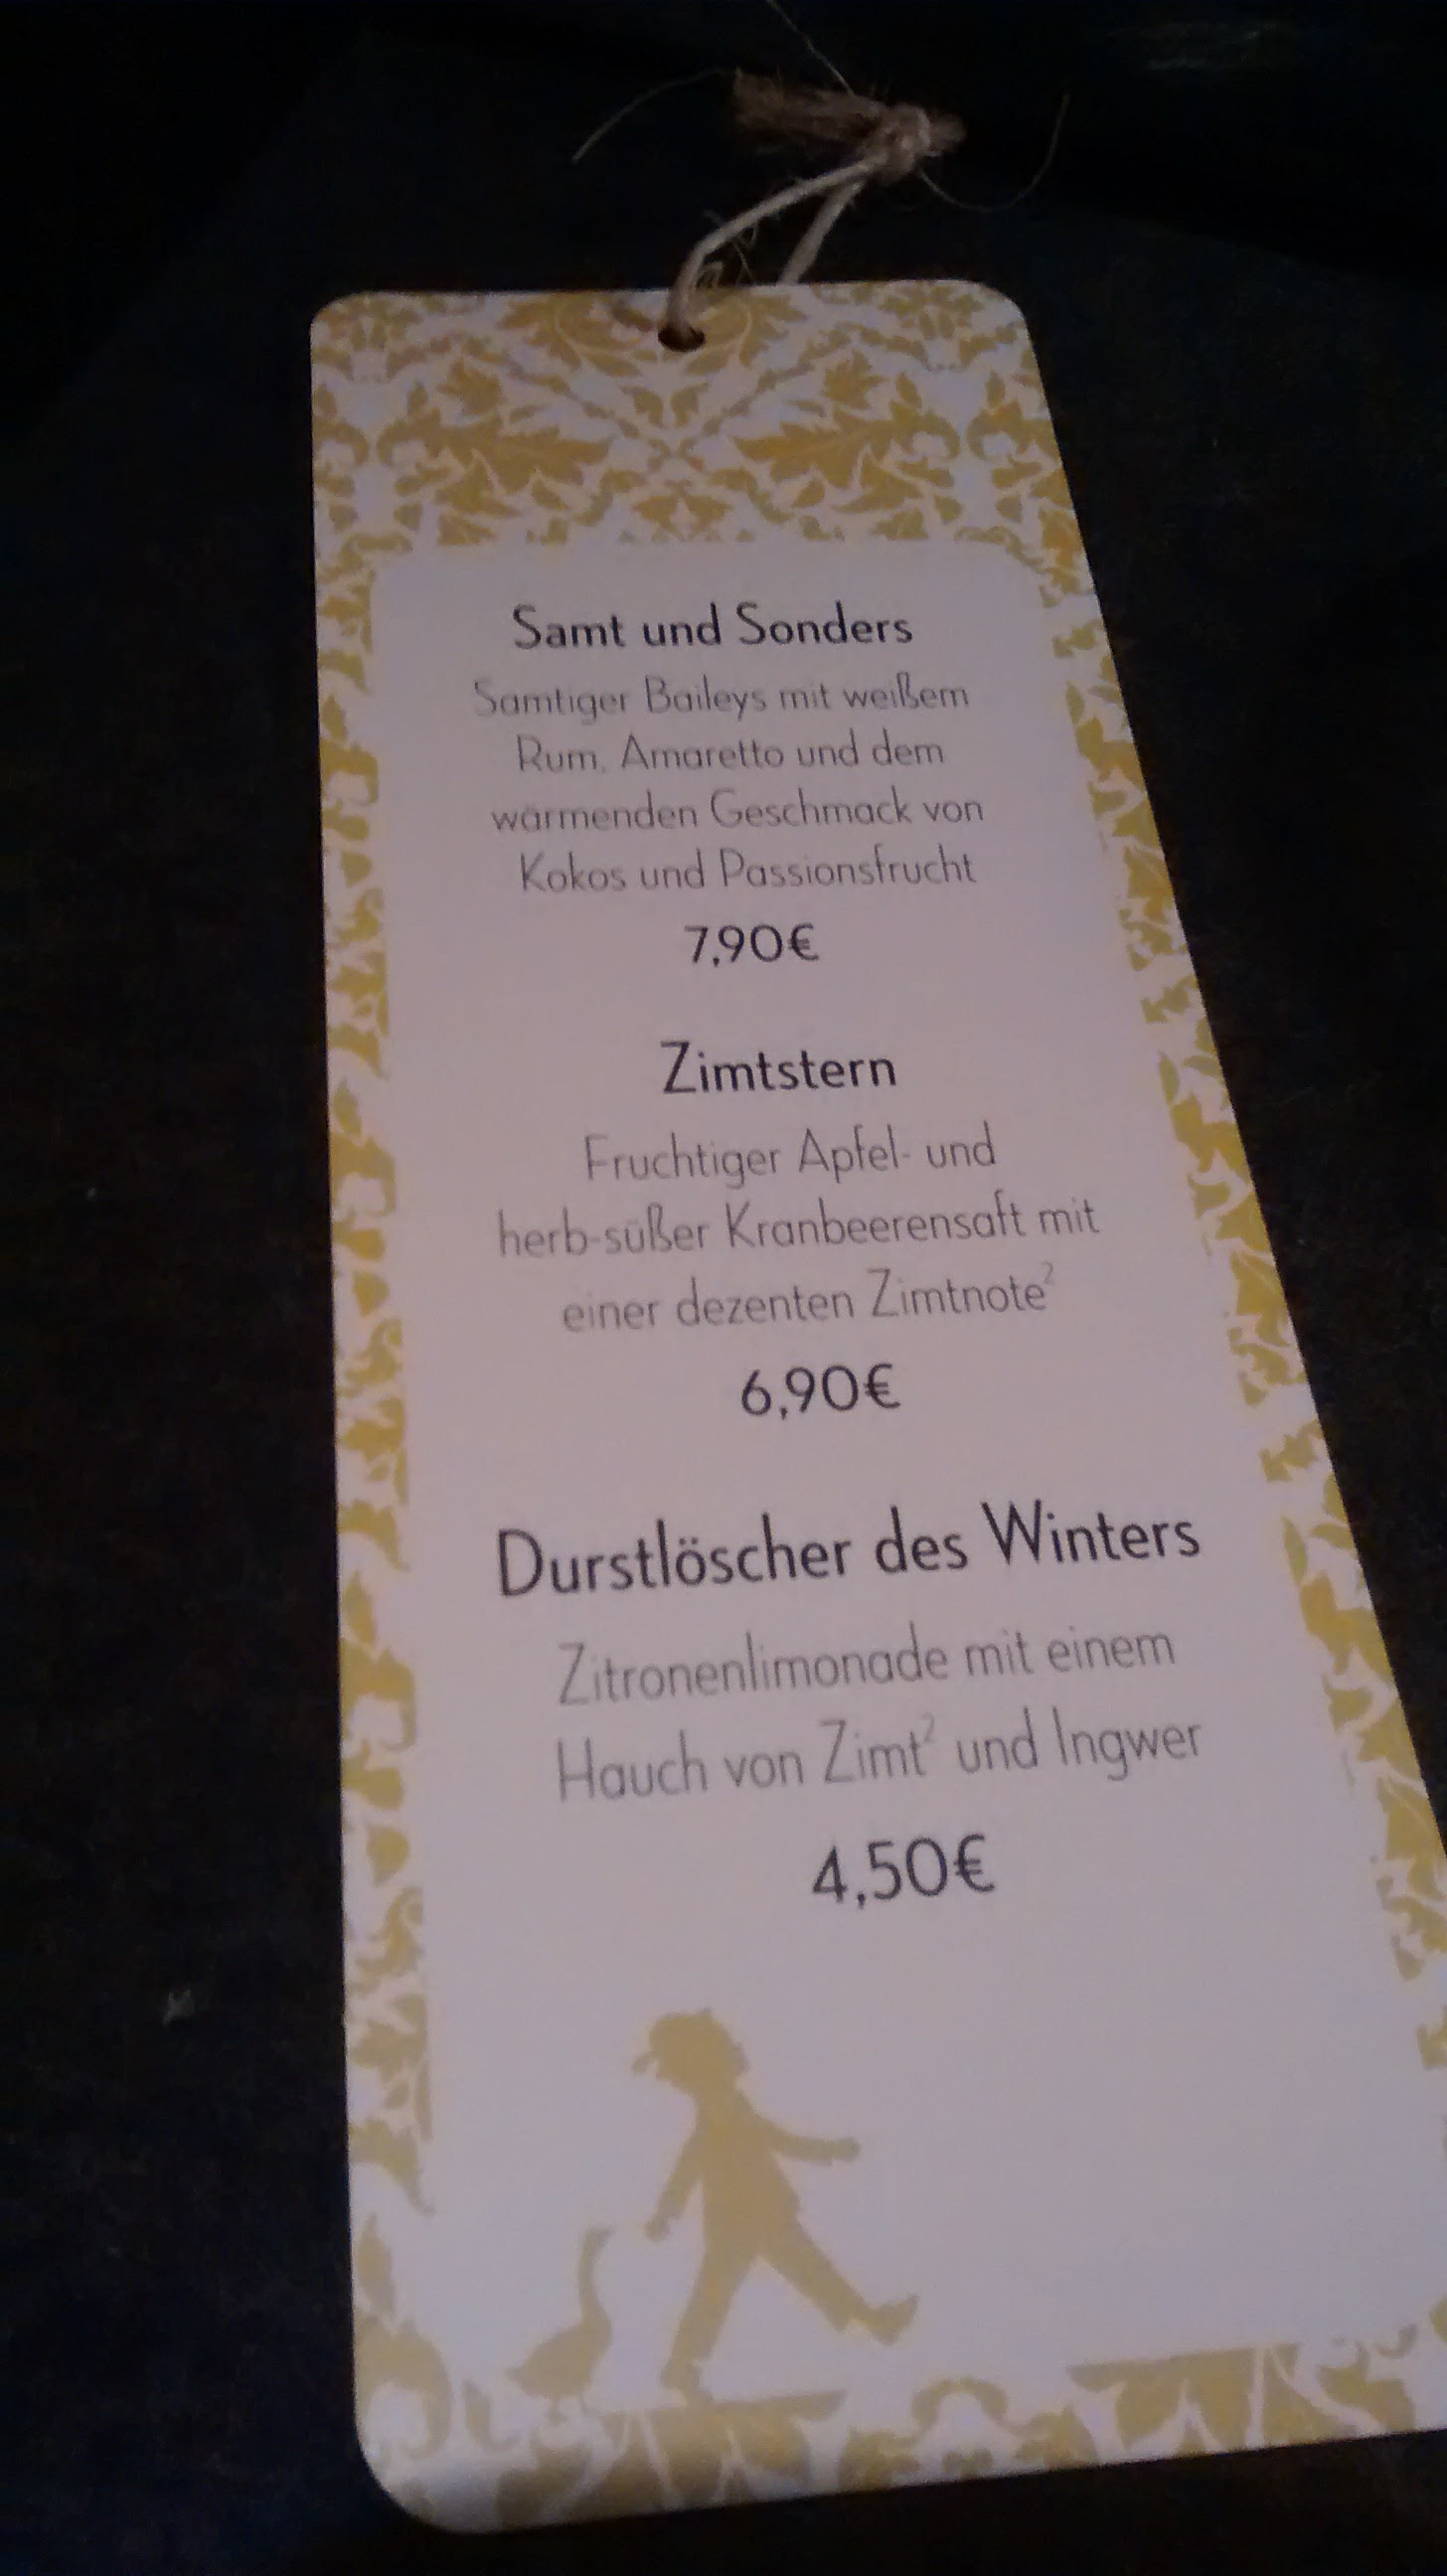 Samt und Sonders
Samtiger Baileys mit weißem
Rum, Amaretto und dem
wärmenden Geschmack von
Kokos und Passionsfrucht
7,90€
Zimtstern
Fruchtiger Apfel- und
herb-süßer Kranbeerensaft mit
einer dezenten Zimtnote²
6,90€
Durstlöscher des Winters
Zitronenlimonade mit einem
Hauch von Zimt² und Ingwer
4,50€